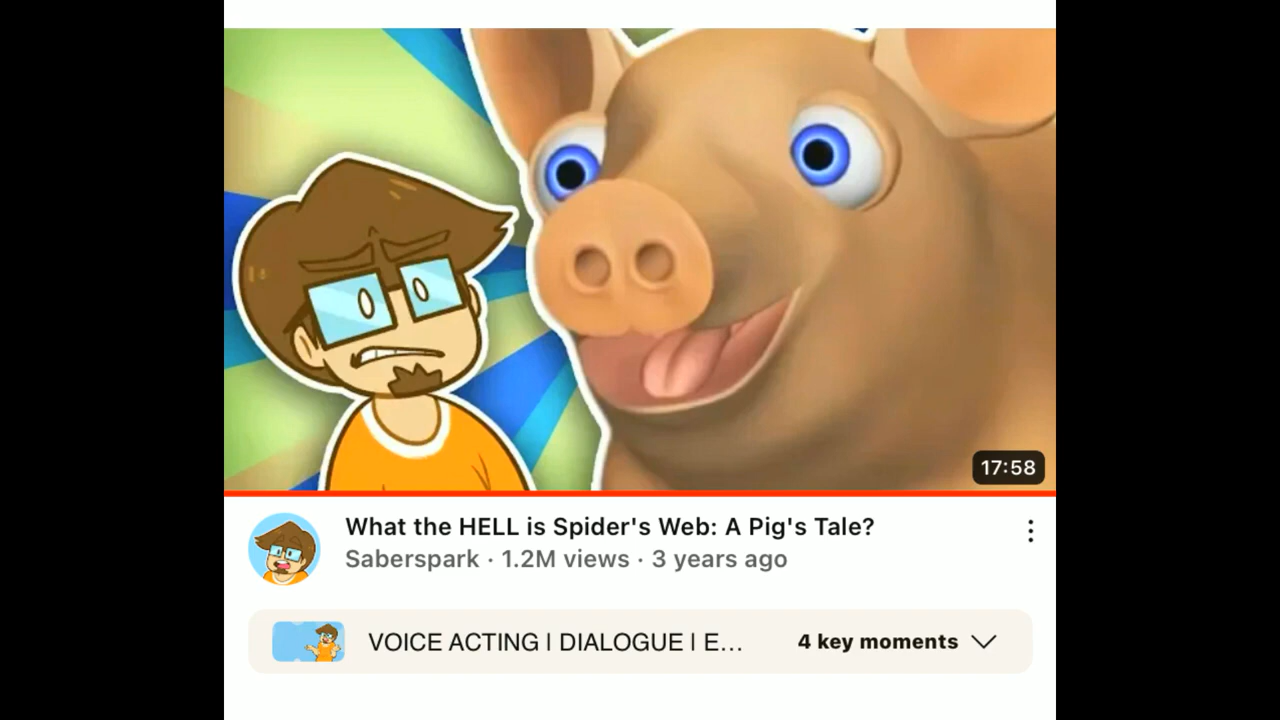 17:58
What the HELL is Spider's Web: A Pig's Tale?
Saberspark · 1.2M views · 3 years ago
VOICE ACTING | DIALOGUE | E... 4 key moments